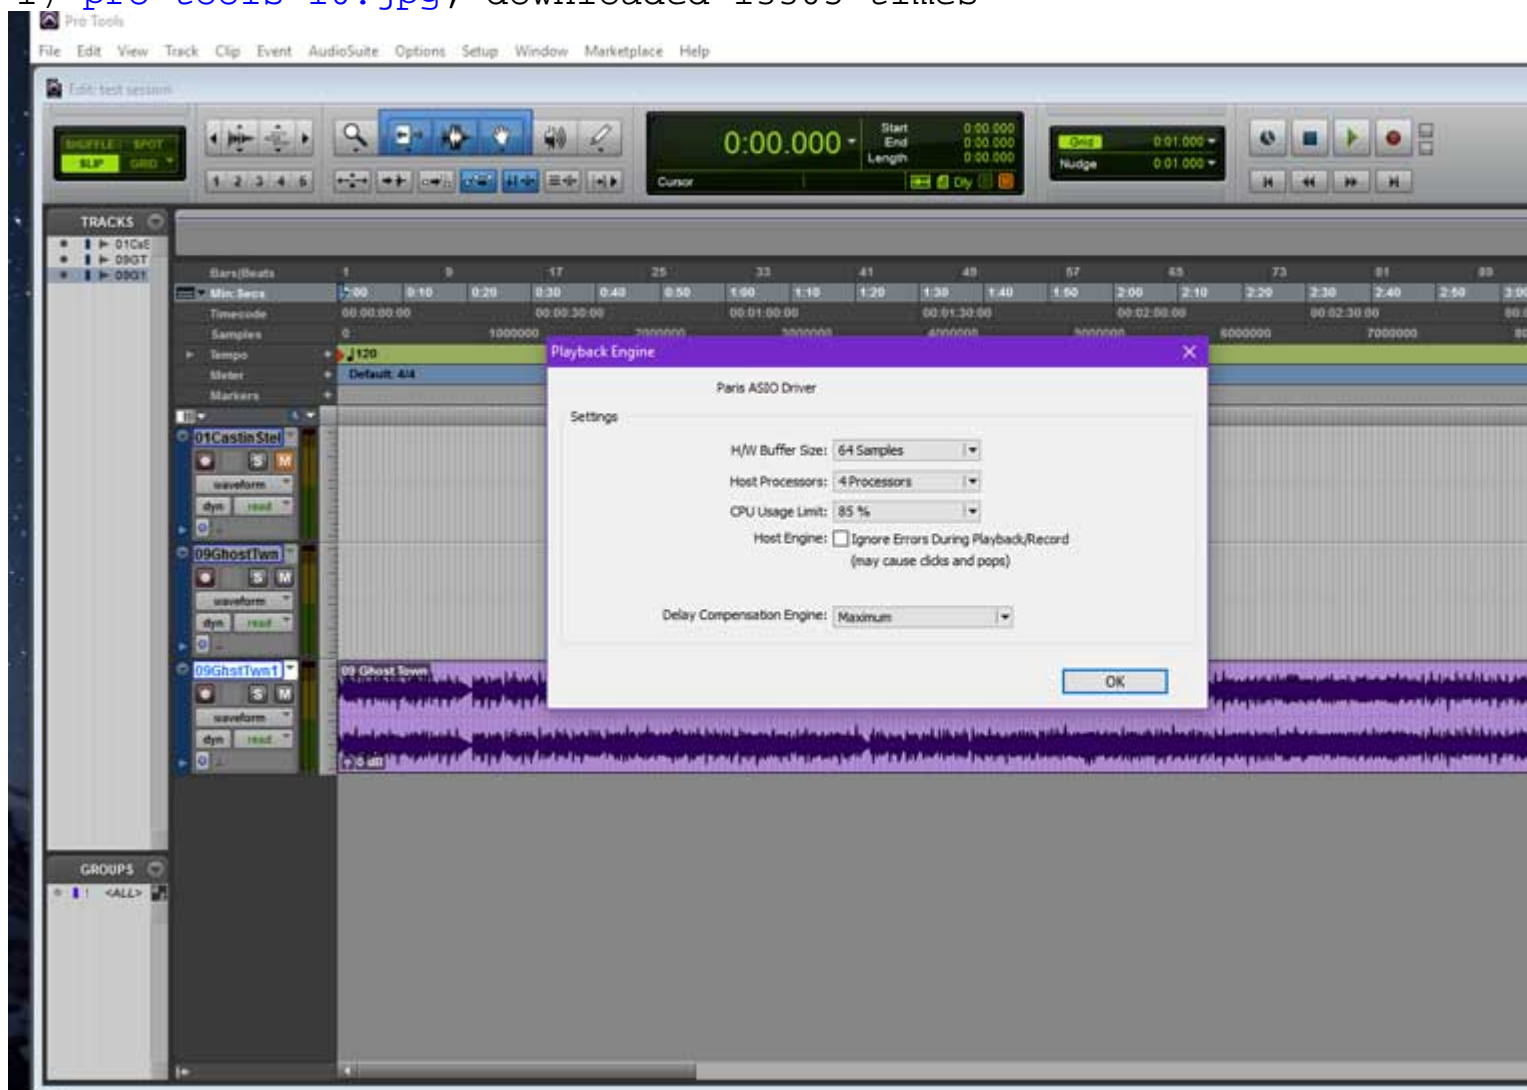 Pro Tools
File Edit View Track Clip Event AudioSuite Options Setup Window Marketplace Help
Edit: test session
SHUFFLE SPOT
SLIP GRID
1 2 3 4 5
0:00.000
Start 0:00.000
End 0:00.000
Length 0:00.000
Cursor
Dly
Grid 0:01.000
Nudge 0:01.000
TRACKS
01CaS
09GT
09GT
Bars|Beats 1 9 17 25 33 41 49 57 65 73 81 89
Min:Secs 0:00 0:10 0:20 0:30 0:40 0:50 1:00 1:10 1:20 1:30 1:40 1:50 2:00 2:10 2:20 2:30 2:40 2:50 3:00
Timecode 00:00:00:00 00:00:30:00 00:01:00:00 00:01:30:00 00:02:00:00 00:02:30:00
Samples 0 1000000 2000000 3000000 4000000 5000000 6000000 7000000
Tempo 120
Meter Default: 4/4
Markers
Playback Engine
Paris ASIO Driver
Settings
H/W Buffer Size: 64 Samples
Host Processors: 4 Processors
CPU Usage Limit: 85 %
Host Engine: Ignore Errors During Playback/Record
(may cause clicks and pops)
Delay Compensation Engine: Maximum
OK
01CastinStel
S M
waveform
dyn read
09GhostTwn
S M
waveform
dyn read
09GhstTwn1
S M
waveform
dyn read
09 Ghost Town
0 dB
GROUPS
! <ALL>